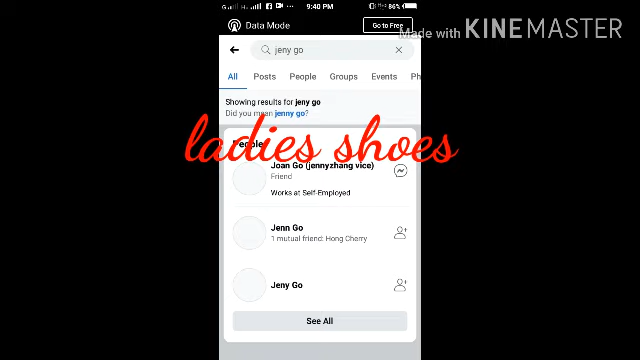 9:40 PM
86%
Data Mode
Go to Free
Made with KINEMASTER
jeny go
All Posts People Groups Events Ph
Showing results for jeny go
Did you mean jenny go?
People
ladies shoes
Joan Go (jennyzhang vice)
Friend
Works at Self-Employed
Jenn Go
1 mutual friend: Hong Cherry
Jeny Go
See All